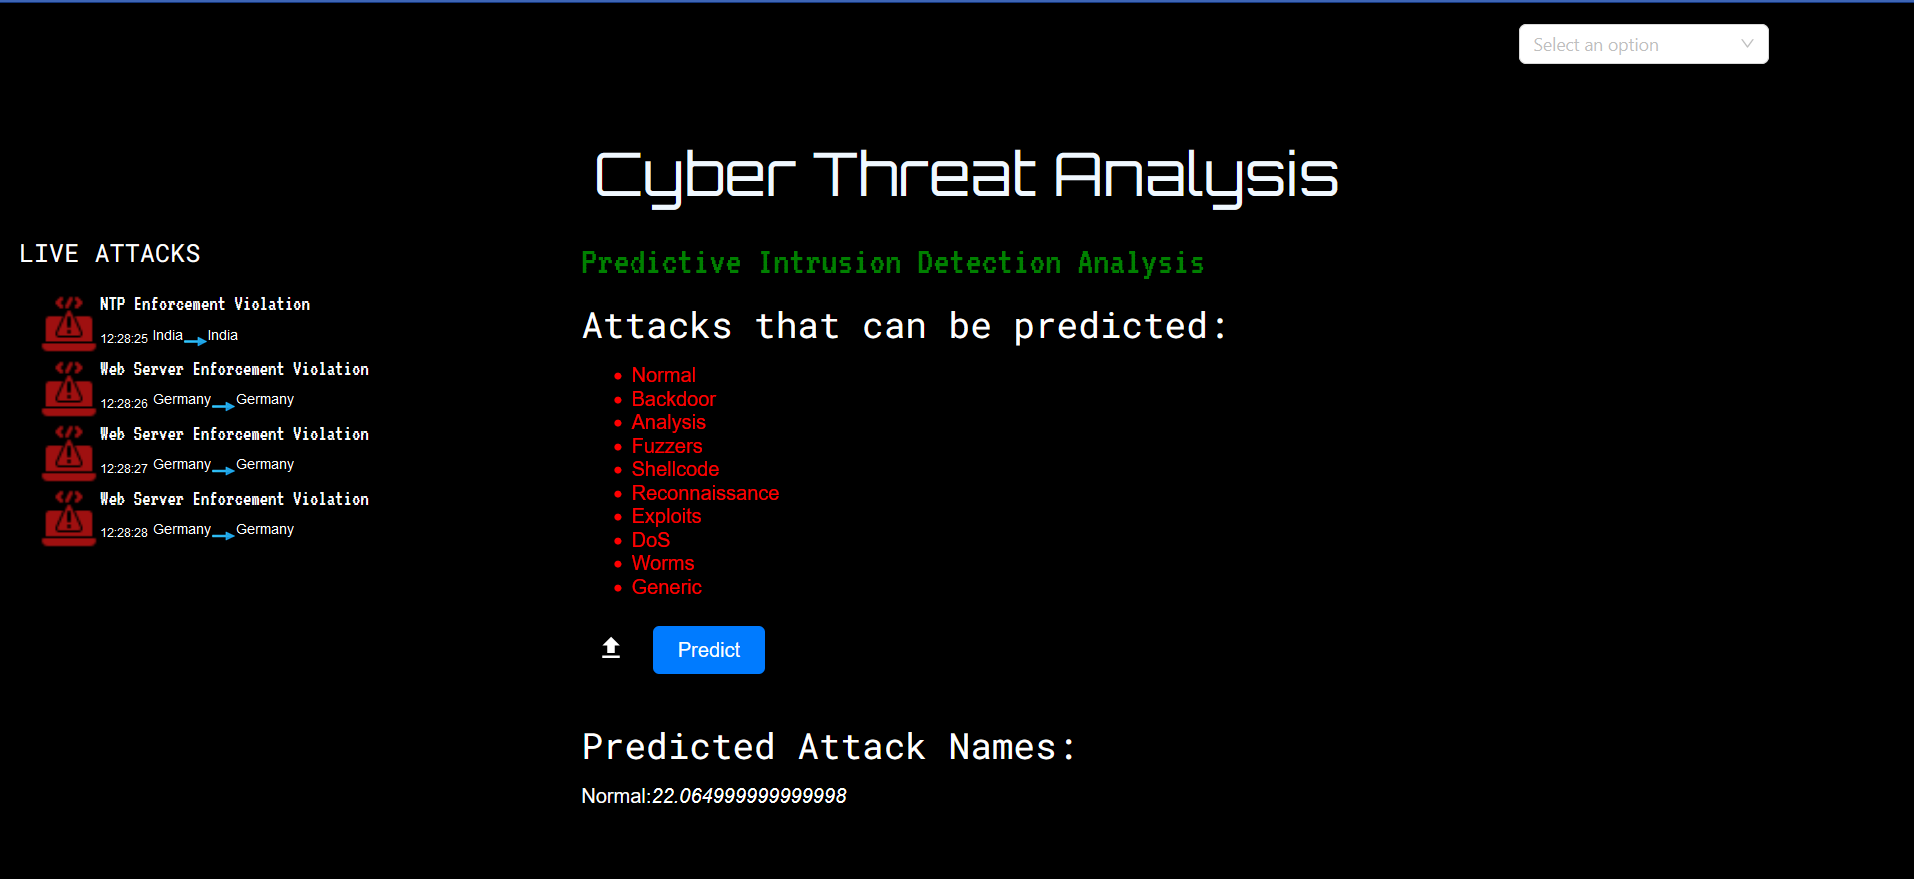 Select an option
Cyber Threat Analysis
LIVE ATTACKS
NTP Enforcement Violation
12:28:25 India India
Web Server Enforcement Violation
12:28:26 Germany Germany
Web Server Enforcement Violation
12:28:27 Germany Germany
Web Server Enforcement Violation
12:28:28 Germany Germany
Predictive Intrusion Detection Analysis
Attacks that can be predicted:
• Normal
• Backdoor
• Analysis
• Fuzzers
• Shellcode
• Reconnaissance
• Exploits
• DoS
• Worms
• Generic
Predict
Predicted Attack Names:
Normal:22.064999999999998